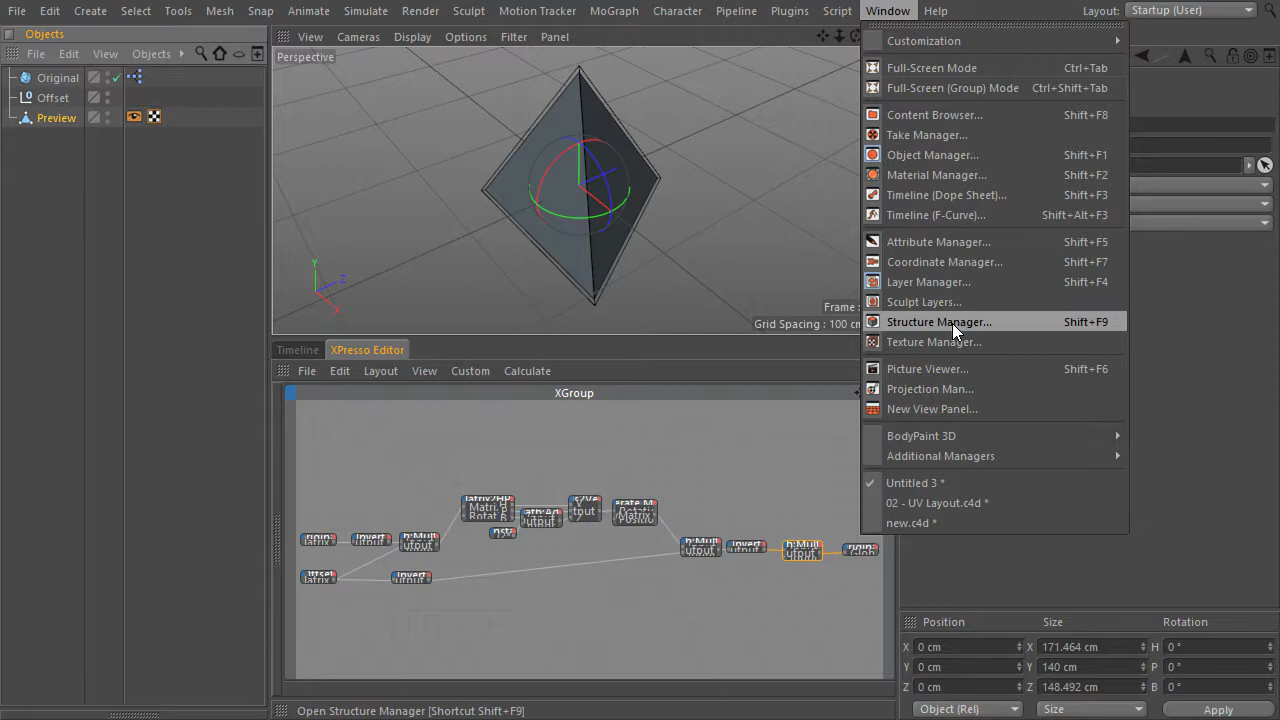 File Edit Create Select Tools Mesh Snap Animate Simulate Render Sculpt Motion Tracker MoGraph Character Pipeline Plugins Script Window Help Layout: Startup (User)
Objects
File Edit View Objects
Original
Offset
Preview
View Cameras Display Options Filter Panel
Perspective
Y
Z
X
Frame :
Grid Spacing : 100 cm
Customization
Full-Screen Mode Ctrl+Tab
Full-Screen (Group) Mode Ctrl+Shift+Tab
Content Browser... Shift+F8
Take Manager...
Object Manager... Shift+F1
Material Manager... Shift+F2
Timeline (Dope Sheet)... Shift+F3
Timeline (F-Curve)... Shift+Alt+F3
Attribute Manager... Shift+F5
Coordinate Manager... Shift+F7
Layer Manager... Shift+F4
Sculpt Layers...
Structure Manager... Shift+F9
Texture Manager...
Picture Viewer... Shift+F6
Projection Man...
New View Panel...
BodyPaint 3D
Additional Managers
Untitled 3 *
02 - UV Layout.c4d *
new.c4d *
Timeline XPresso Editor
File Edit Layout View Custom Calculate
XGroup
Position Size Rotation
X 0 cm X 171.464 cm H 0 °
Y 0 cm Y 140 cm P 0 °
Z 0 cm Z 148.492 cm B 0 °
Object (Rel) Size Apply
Open Structure Manager [Shortcut Shift+F9]